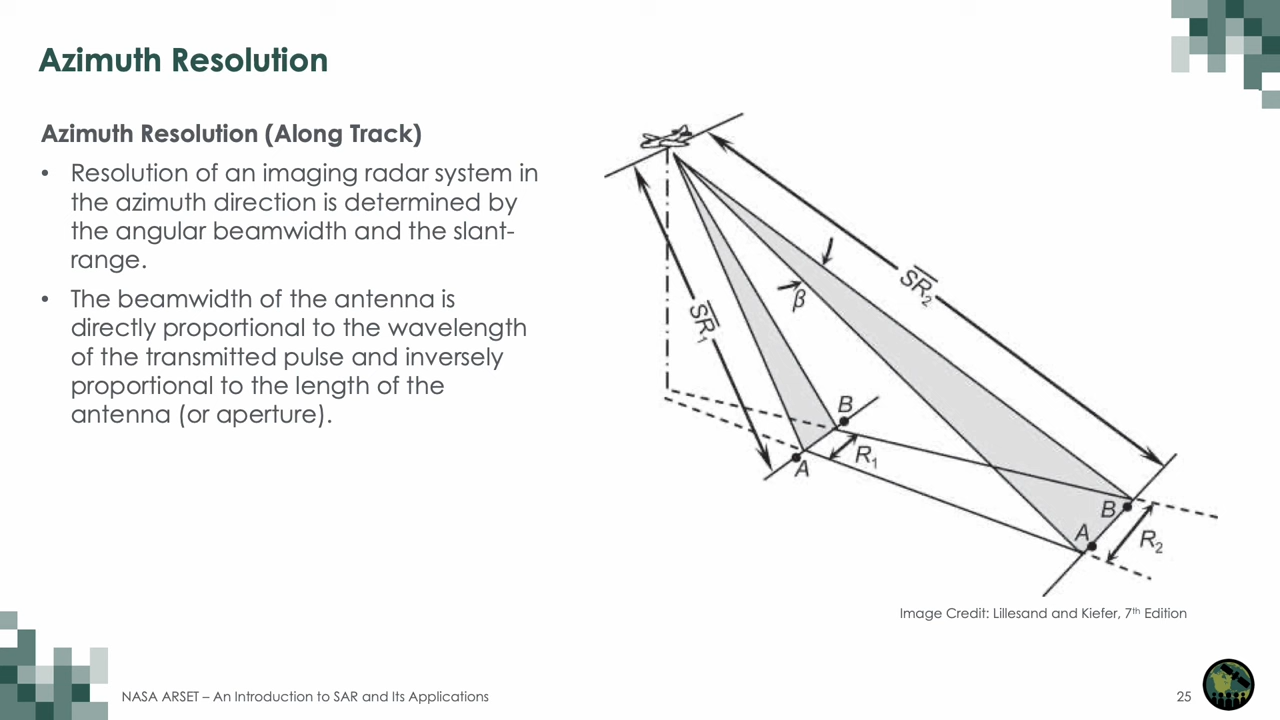 Azimuth Resolution
Azimuth Resolution (Along Track)
• Resolution of an imaging radar system in
the azimuth direction is determined by
the angular beamwidth and the slant-
range.
• The beamwidth of the antenna is
directly proportional to the wavelength
of the transmitted pulse and inversely
proportional to the length of the
antenna (or aperture).
SR₂
β
SR₁
B
R₁
A
B
A
R₂
Image Credit: Lillesand and Kiefer, 7th Edition
NASA ARSET – An Introduction to SAR and Its Applications
25